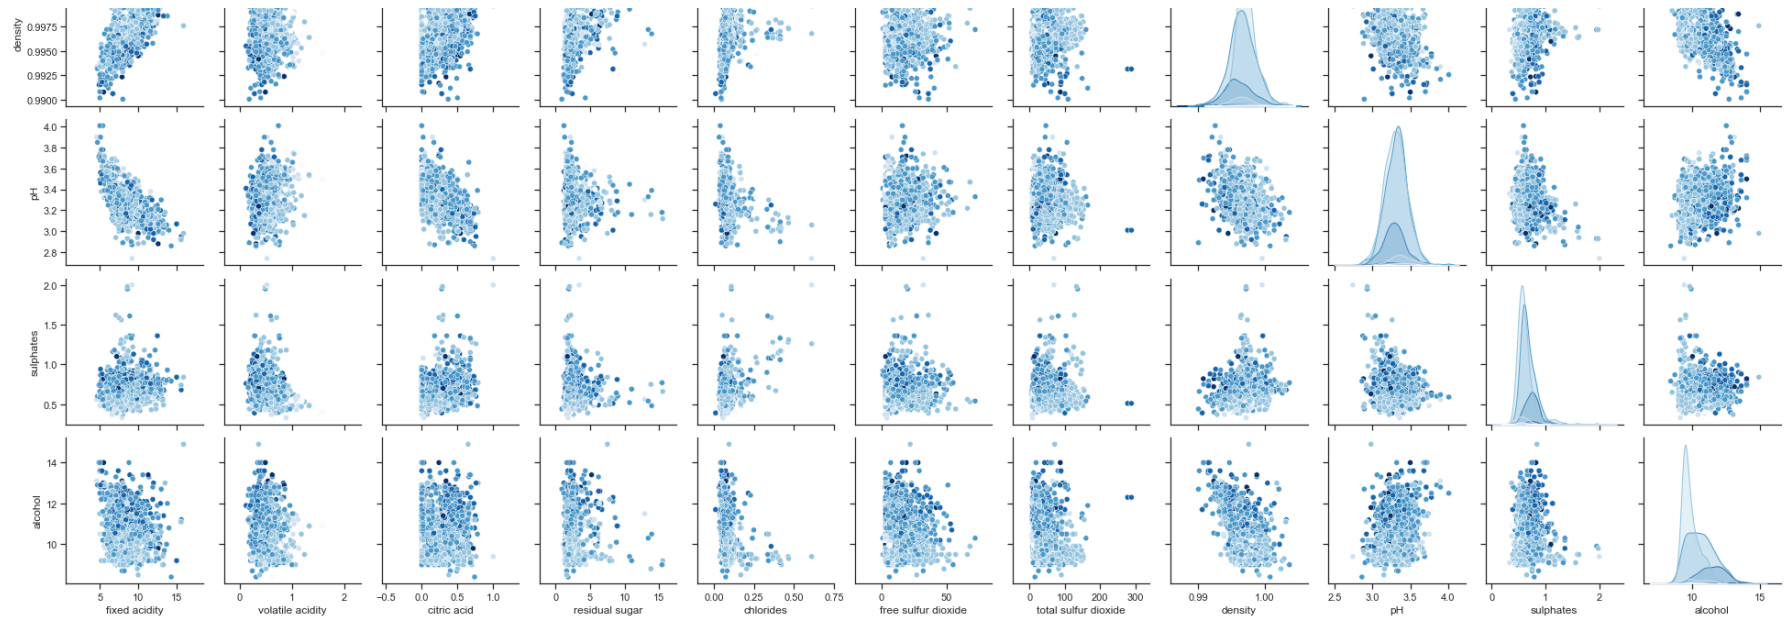 density
0.9975
0.9950
0.9925
0.9900
pH
4.0
3.8
3.6
3.4
3.2
3.0
2.8
sulphates
2.0
1.5
1.0
0.5
alcohol
14
12
10
5 10 15
fixed acidity
0 1 2
volatile acidity
−0.5 0.0 0.5 1.0
citric acid
0 5 10 15
residual sugar
0.00 0.25 0.50 0.75
chlorides
0 50
free sulfur dioxide
0 100 200 300
total sulfur dioxide
0.99 1.00
density
2.5 3.0 3.5 4.0
pH
0 1 2
sulphates
10 15
alcohol